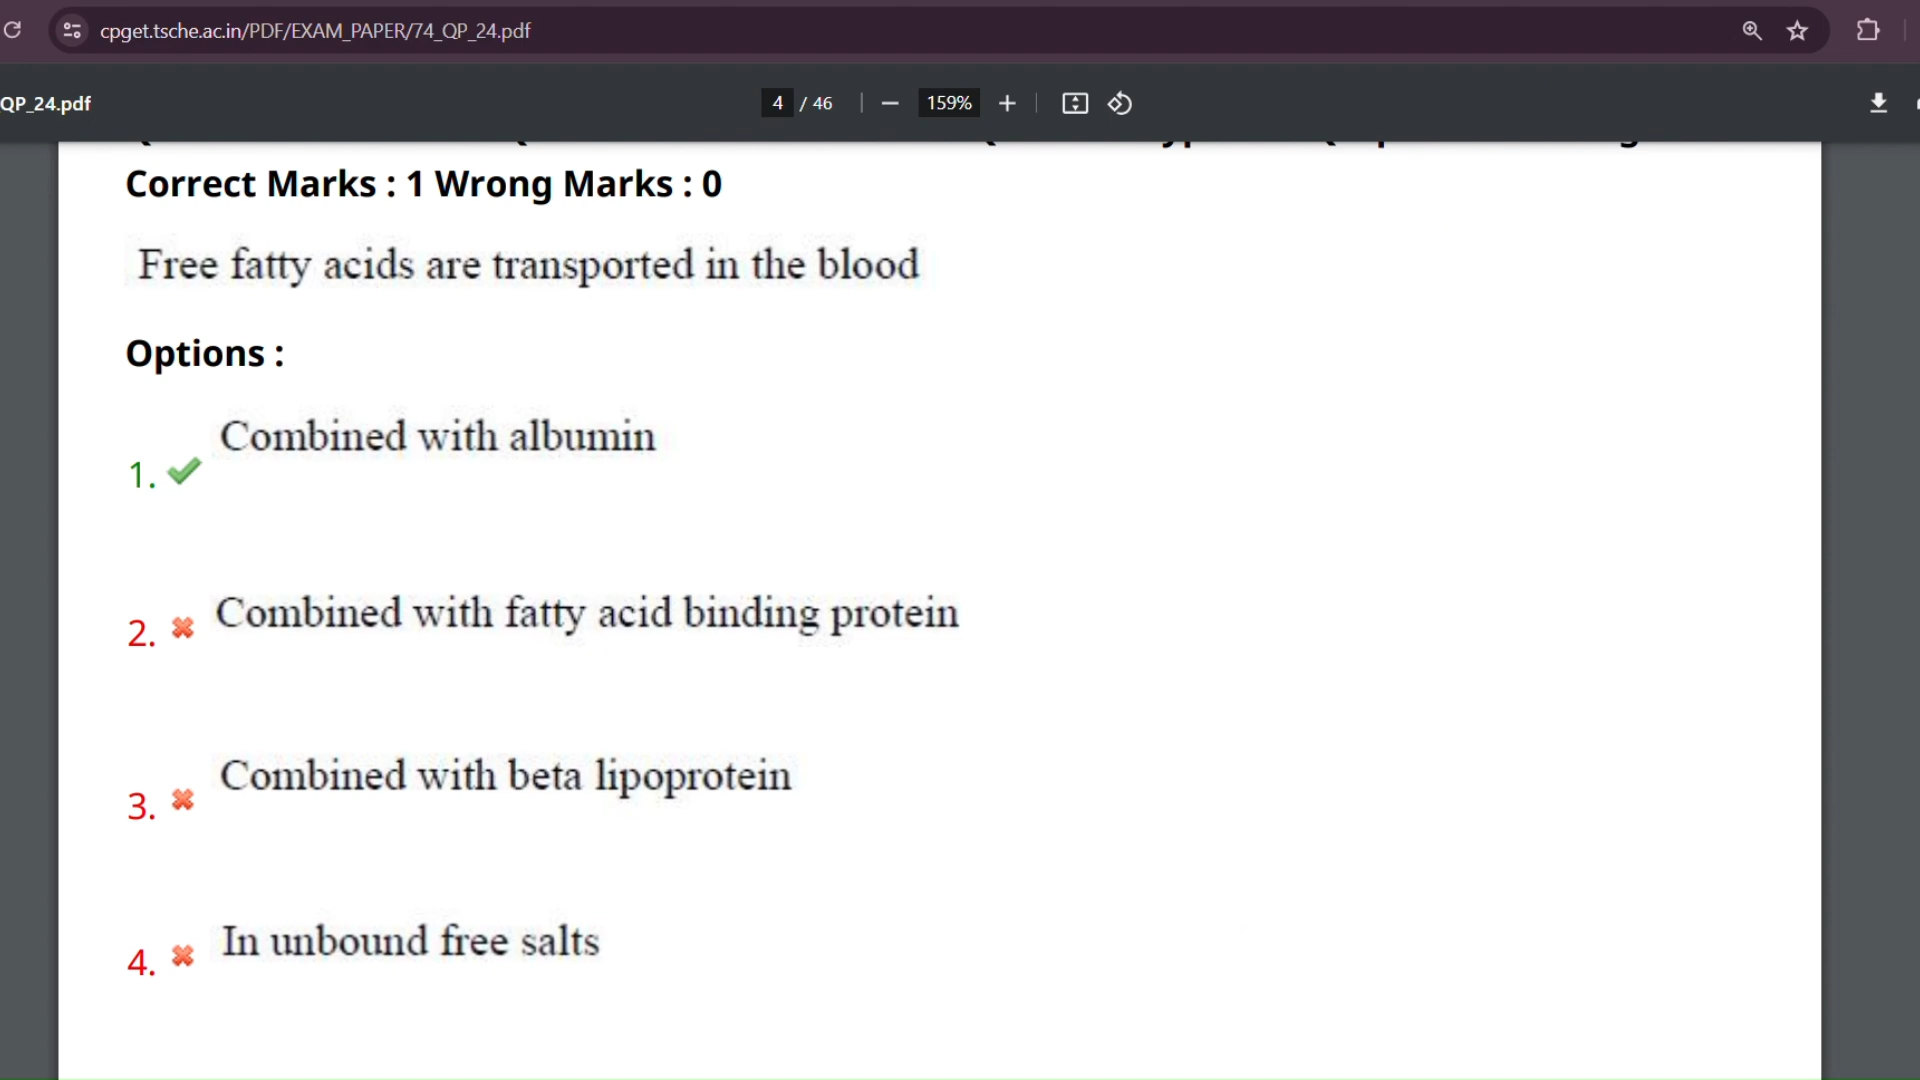 cpget.tsche.ac.in/PDF/EXAM_PAPER/74_QP_24.pdf
QP_24.pdf
4 / 46
159%
Correct Marks : 1 Wrong Marks : 0
Free fatty acids are transported in the blood
Options :
Combined with albumin
1.
Combined with fatty acid binding protein
2.
Combined with beta lipoprotein
3.
In unbound free salts
4.